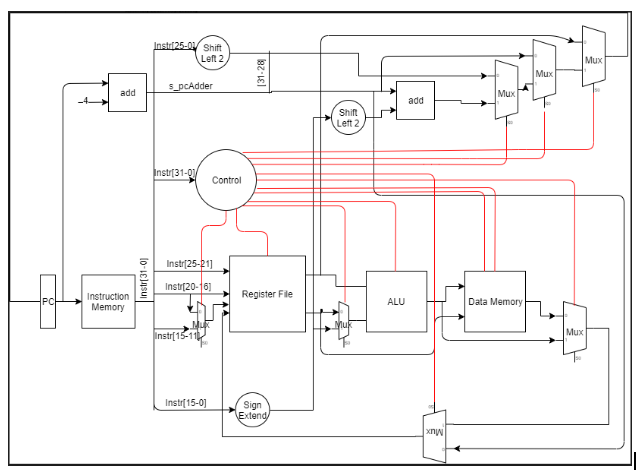 Instr[25-0]
Shift
Left 2
[31-28]
Mux
Mux
Mux
add
s_pcAdder
4
Shift
Left 2
add
Instr[31-0]
Control
Instr[31-0]
Instr[25-21]
Instr[20-16]
Mux
Instr[15-11]
Register File
Mux
ALU
Data Memory
Mux
PC
Instruction
Memory
Instr[15-0]
Sign
Extend
Mux